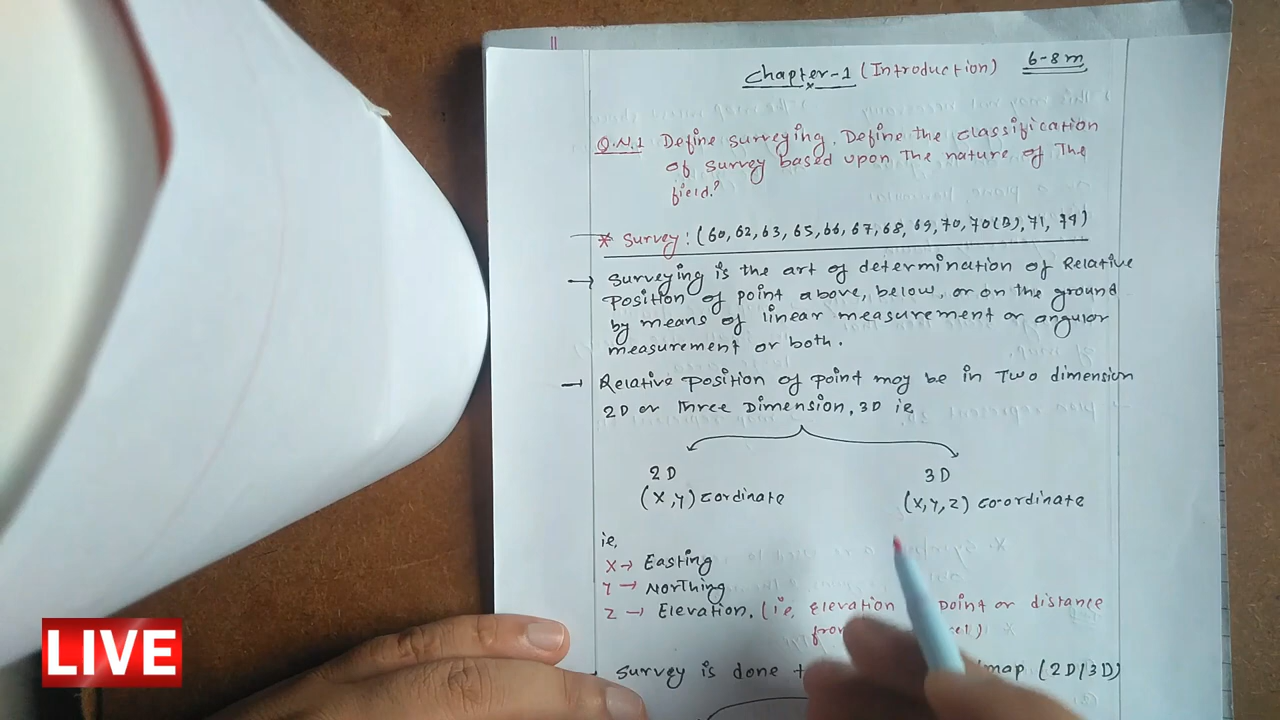 Chapter-1 (Introduction) 6-8 m
Q.N.1 Define surveying. Define the classification
of survey based upon The nature of The
field?
* Survey: (60, 62, 63, 65, 66, 67, 68, 69, 70, 70(B), 71, 74)
→ Surveying is the art of determination of Relative
position of point above, below, or on the ground
by means of linear measurement or angular
measurement or both.
→ Relative position of point may be in Two dimension
2D or three Dimension, 3D ie
2D 3D
(X,Y) cordinate (X,Y,Z) co-ordinate
ie,
X → Easting
Y → Northing
Z → Elevation. (ie, elevation point or distance
Survey is done map (2D/3D)
LIVE